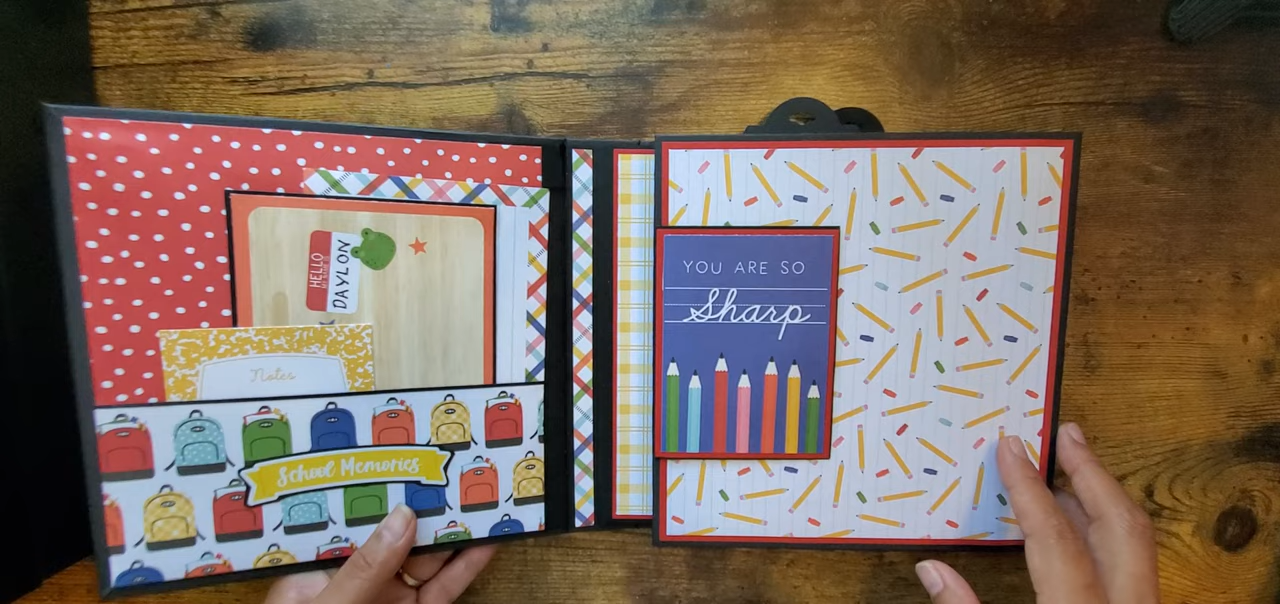 HELLO
MY NAME IS
DAYLON
Notes
School Memories
YOU ARE SO
Sharp